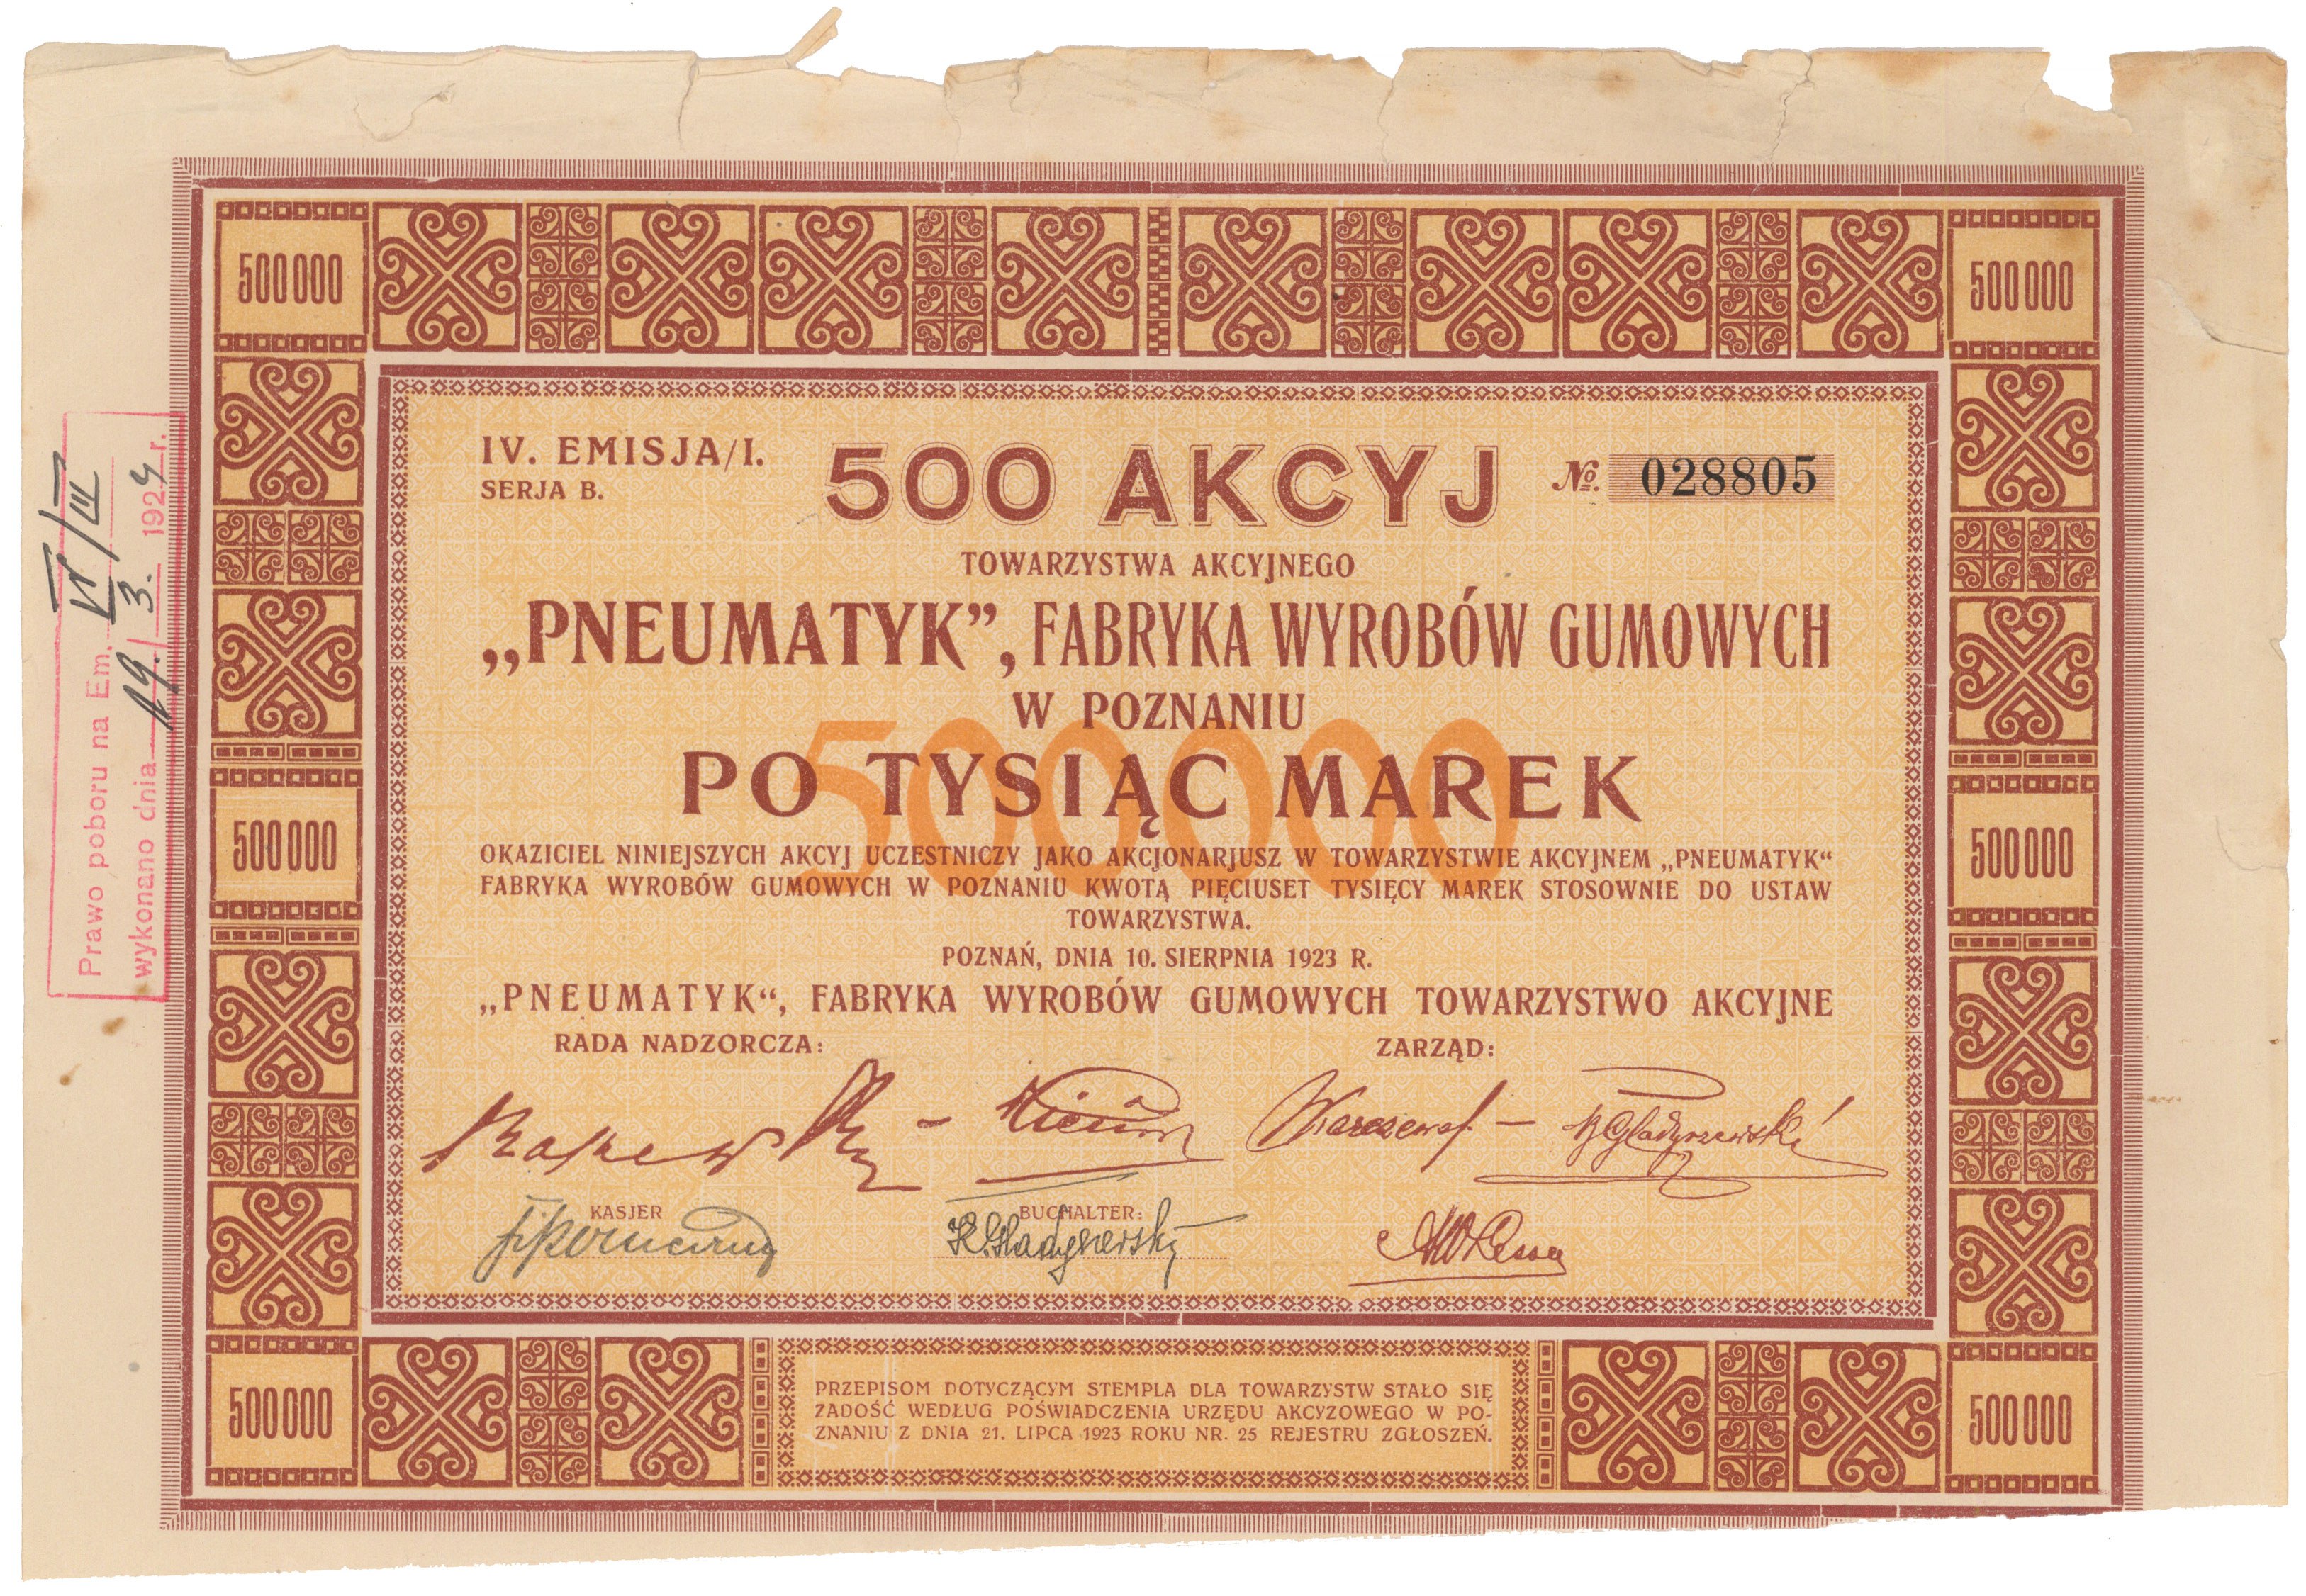 500000
500000
IV. EMISJA/I.
SERJA B.
500 AKCYJ
No. 028805
TOWARZYSTWA AKCYJNEGO
„PNEUMATYK”, FABRYKA WYROBÓW GUMOWYCH
W POZNANIU
500000
PO TYSIĄC MAREK
500000
500000
OKAZICIEL NINIEJSZYCH AKCYJ UCZESTNICZY JAKO AKCJONARJUSZ W TOWARZYSTWIE AKCYJNEM „PNEUMATYK“
FABRYKA WYROBÓW GUMOWYCH W POZNANIU KWOTĄ PIĘCIUSET TYSIĘCY MAREK STOSOWNIE DO USTAW
TOWARZYSTWA.
POZNAŃ, DNIA 10. SIERPNIA 1923 R.
„PNEUMATYK“, FABRYKA WYROBÓW GUMOWYCH TOWARZYSTWO AKCYJNE
RADA NADZORCZA:
ZARZĄD:
KASJER
BUCHALTER:
500000
500000
PRZEPISOM DOTYCZĄCYM STEMPLA DLA TOWARZYSTW STAŁO SIĘ
ZADOŚĆ WEDŁUG POŚWIADCZENIA URZĘDU AKCYZOWEGO W PO-
ZNANIU Z DNIA 21. LIPCA 1923 ROKU NR. 25 REJESTRU ZGŁOSZEŃ.
Prawo poboru na Em.
wykonano dnia 19. 3. 1924 r.